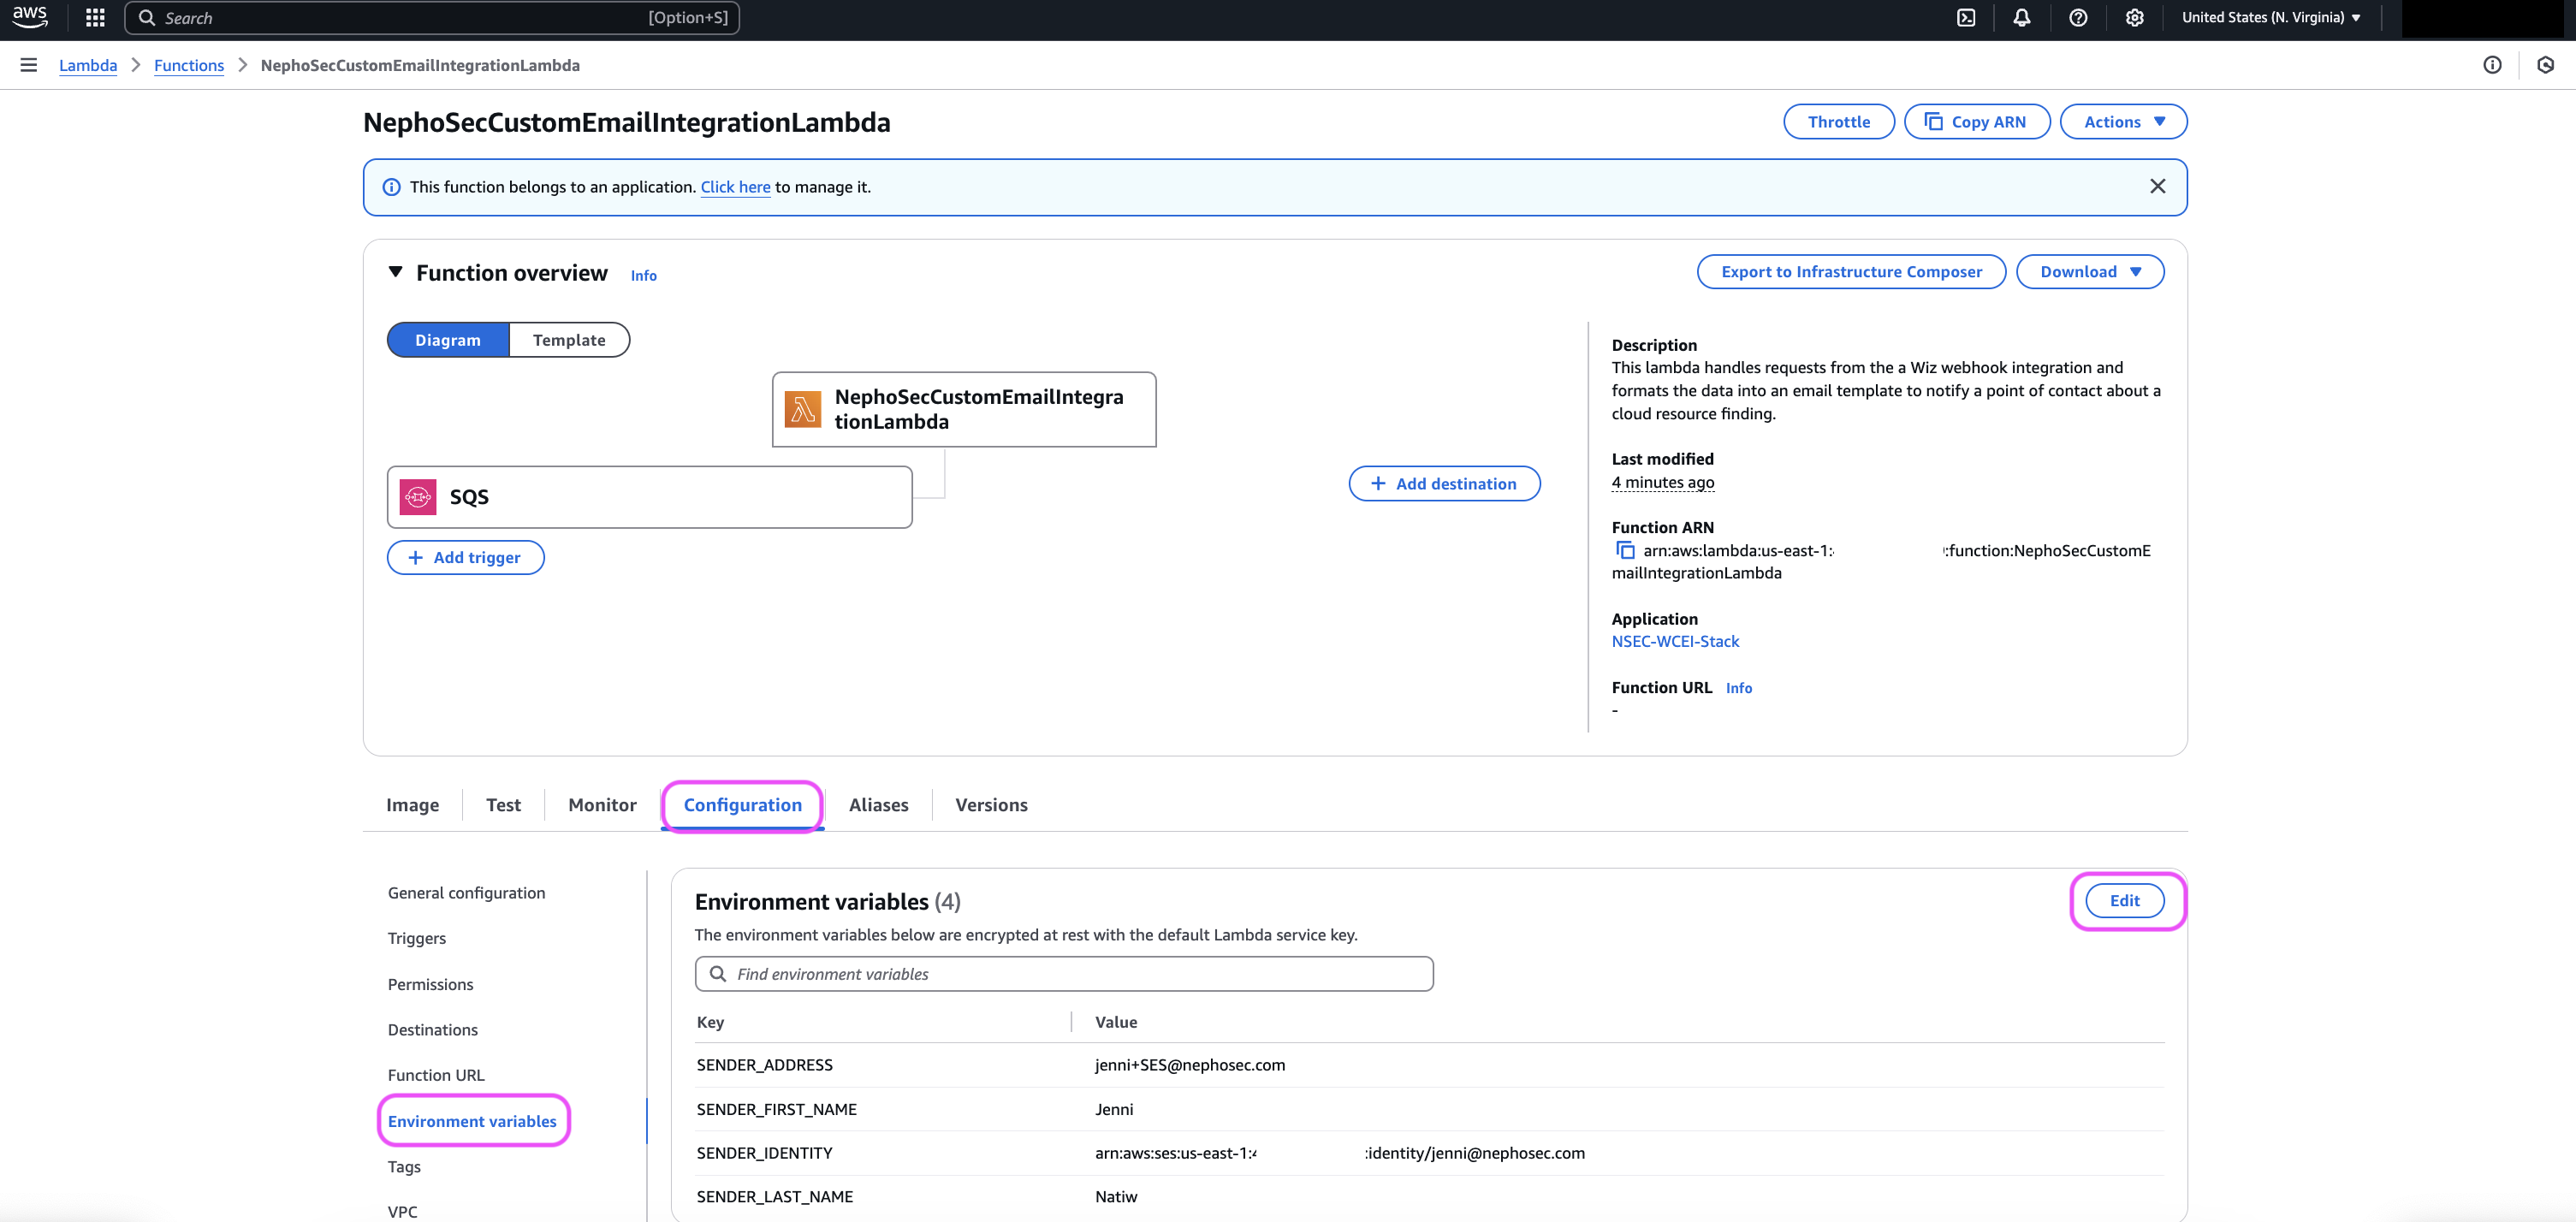 aws Search [Option+S] United States (N. Virginia)
Lambda Functions NephoSecCustomEmailIntegrationLambda
NephoSecCustomEmailIntegrationLambda Throttle Copy ARN Actions
This function belongs to an application. Click here to manage it.
Function overview Info Export to Infrastructure Composer Download
Diagram Template
NephoSecCustomEmailIntegra
tionLambda
SQS
Add trigger
Add destination
Description
This lambda handles requests from the a Wiz webhook integration and
formats the data into an email template to notify a point of contact about a
cloud resource finding.
Last modified
4 minutes ago
Function ARN
arn:aws:lambda:us-east-1: :function:NephoSecCustomE
mailIntegrationLambda
Application
NSEC-WCEI-Stack
Function URL Info
-
Image Test Monitor Configuration Aliases Versions
General configuration
Triggers
Permissions
Destinations
Function URL
Environment variables
Tags
VPC
Environment variables (4) Edit
The environment variables below are encrypted at rest with the default Lambda service key.
Find environment variables
Key Value
SENDER_ADDRESS jenni+SES@nephosec.com
SENDER_FIRST_NAME Jenni
SENDER_IDENTITY arn:aws:ses:us-east-1: :identity/jenni@nephosec.com
SENDER_LAST_NAME Natiw